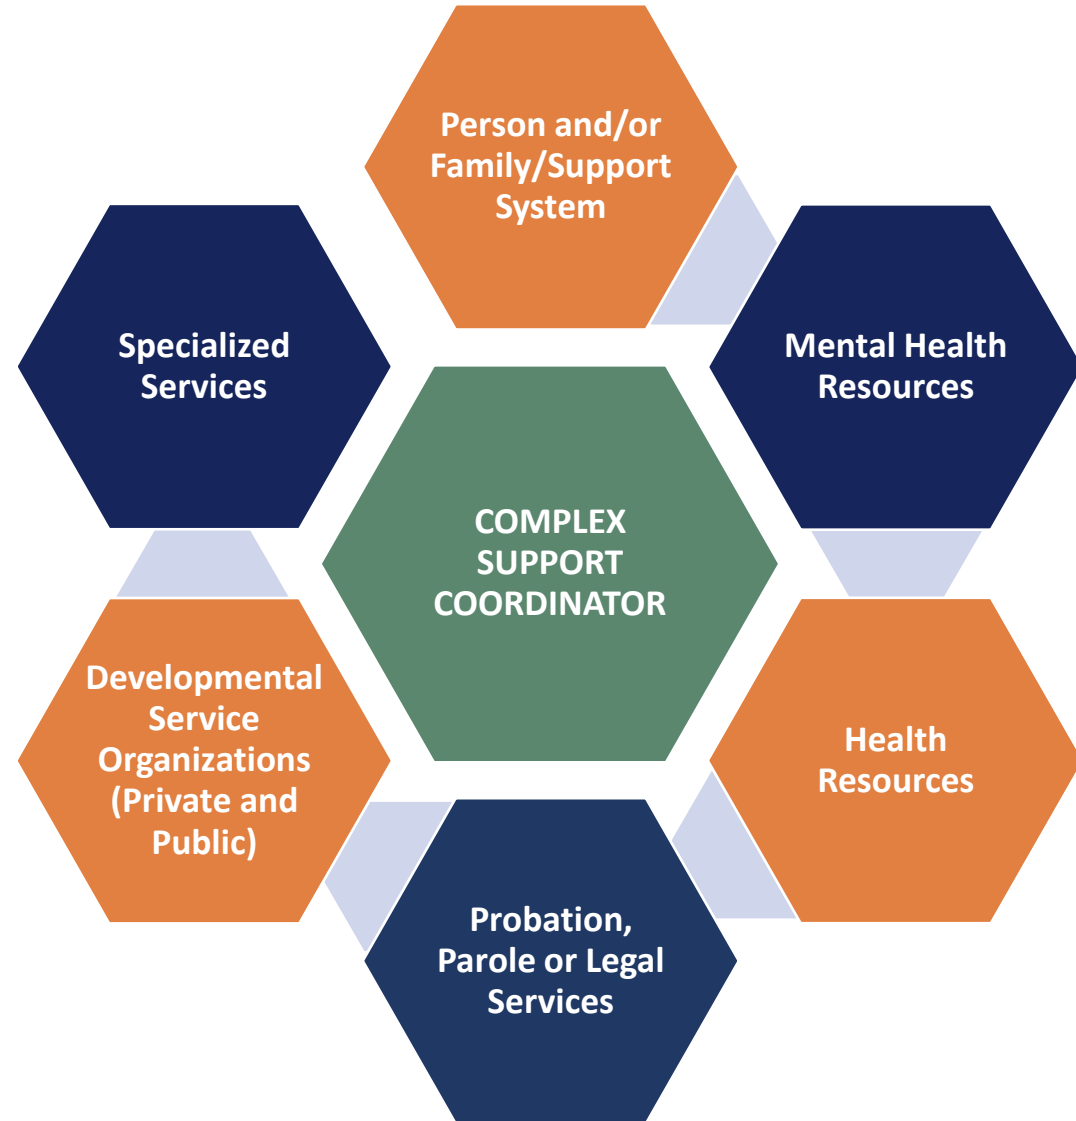 Person and/or
Family/Support
System
Specialized
Services
Mental Health
Resources
COMPLEX
SUPPORT
COORDINATOR
Developmental
Service
Organizations
(Private and
Public)
Health
Resources
Probation,
Parole or Legal
Services